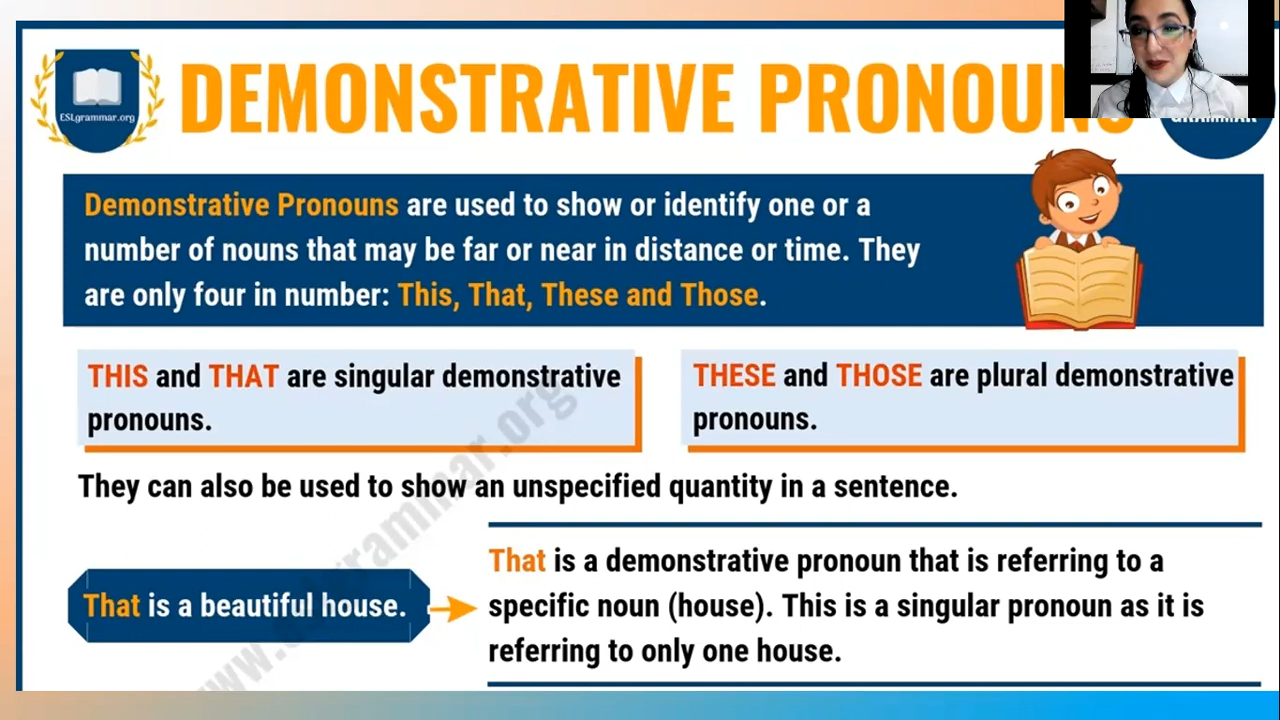 ESLgrammar.org
DEMONSTRATIVE PRONOUNS
GRAMMAR
Demonstrative Pronouns are used to show or identify one or a
number of nouns that may be far or near in distance or time. They
are only four in number: This, That, These and Those.
THIS and THAT are singular demonstrative
pronouns.
THESE and THOSE are plural demonstrative
pronouns.
They can also be used to show an unspecified quantity in a sentence.
That is a beautiful house.
That is a demonstrative pronoun that is referring to a
specific noun (house). This is a singular pronoun as it is
referring to only one house.